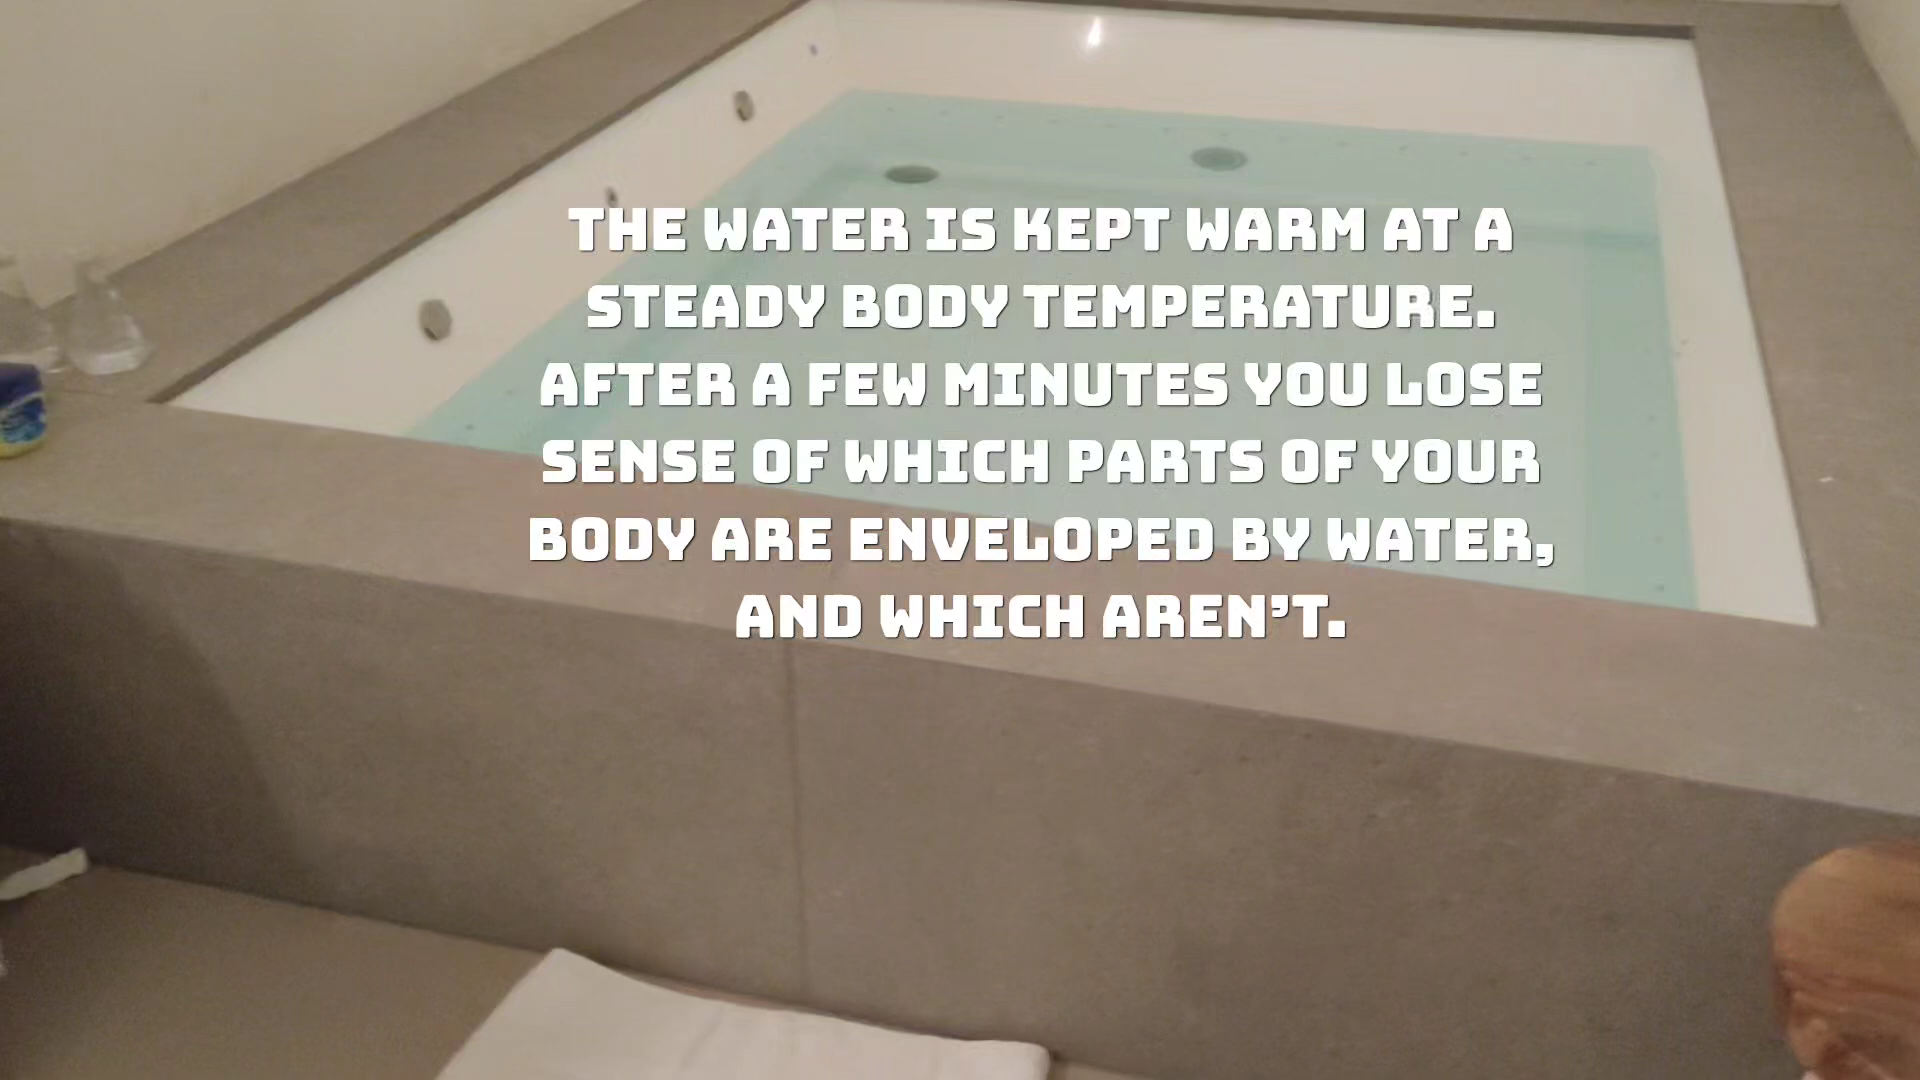 THE WATER IS KEPT WARM AT A
STEADY BODY TEMPERATURE.
AFTER A FEW MINUTES YOU LOSE
SENSE OF WHICH PARTS OF YOUR
BODY ARE ENVELOPED BY WATER,
AND WHICH AREN’T.